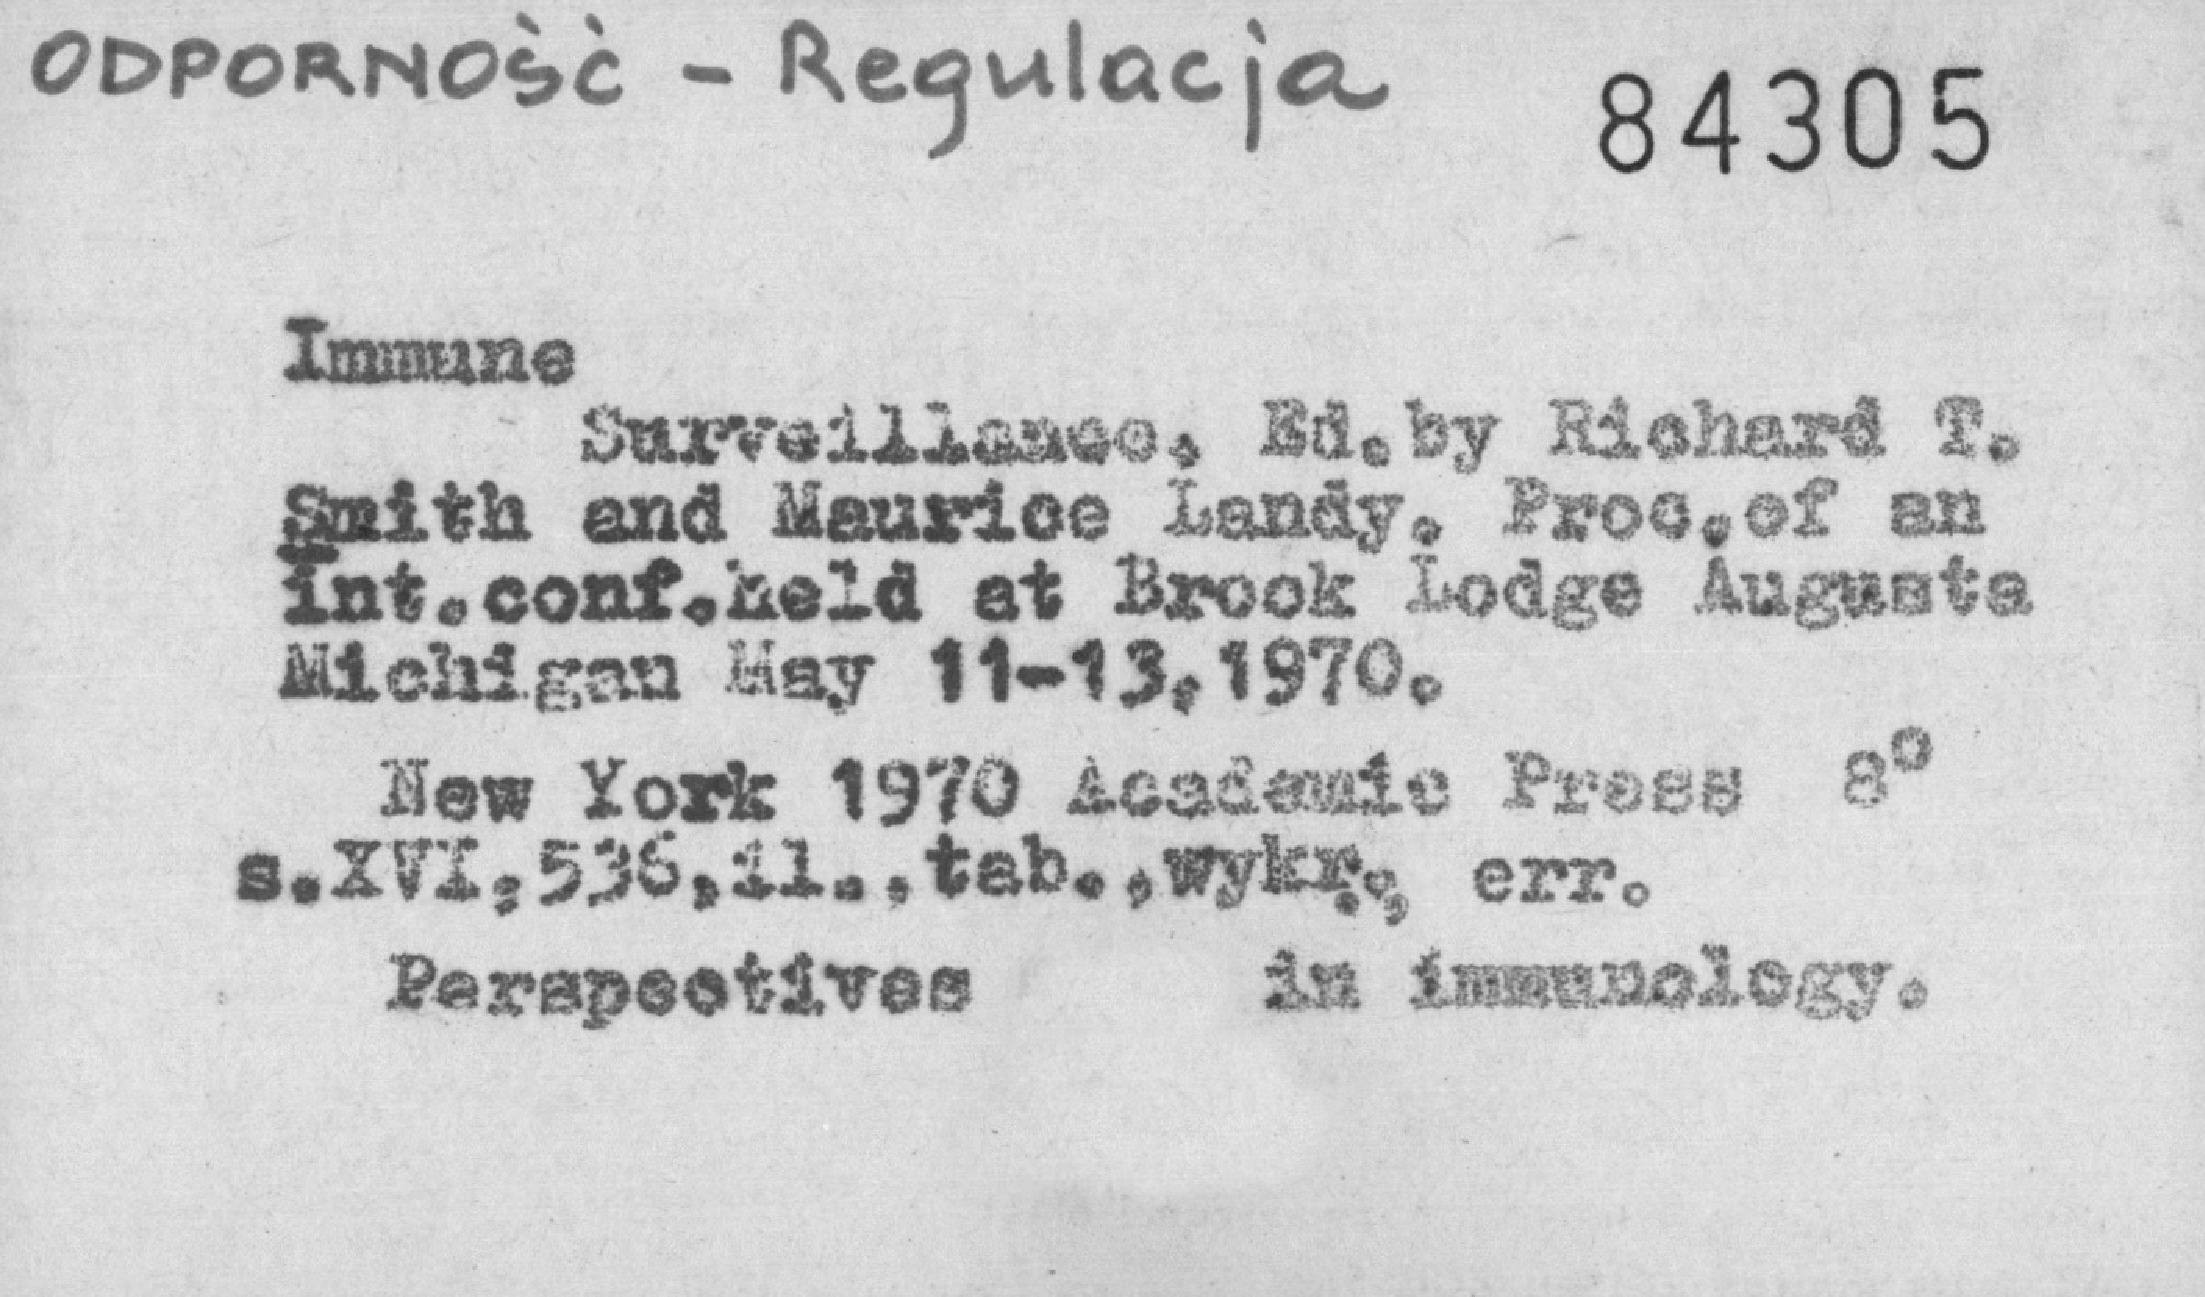 ODPORNOŚĆ - Regulacja
84305
Immune
Surveillance. Ed.by Richard T.
Smith and Maurice Landy. Proc.of an
int.conf.held at Brook Lodge Augusta
Michigan May 11-13,1970.
New York 1970 Academic Press 8°
s.XVI,536,il.,tab.,wykr., err.
Perspectives in immunology.